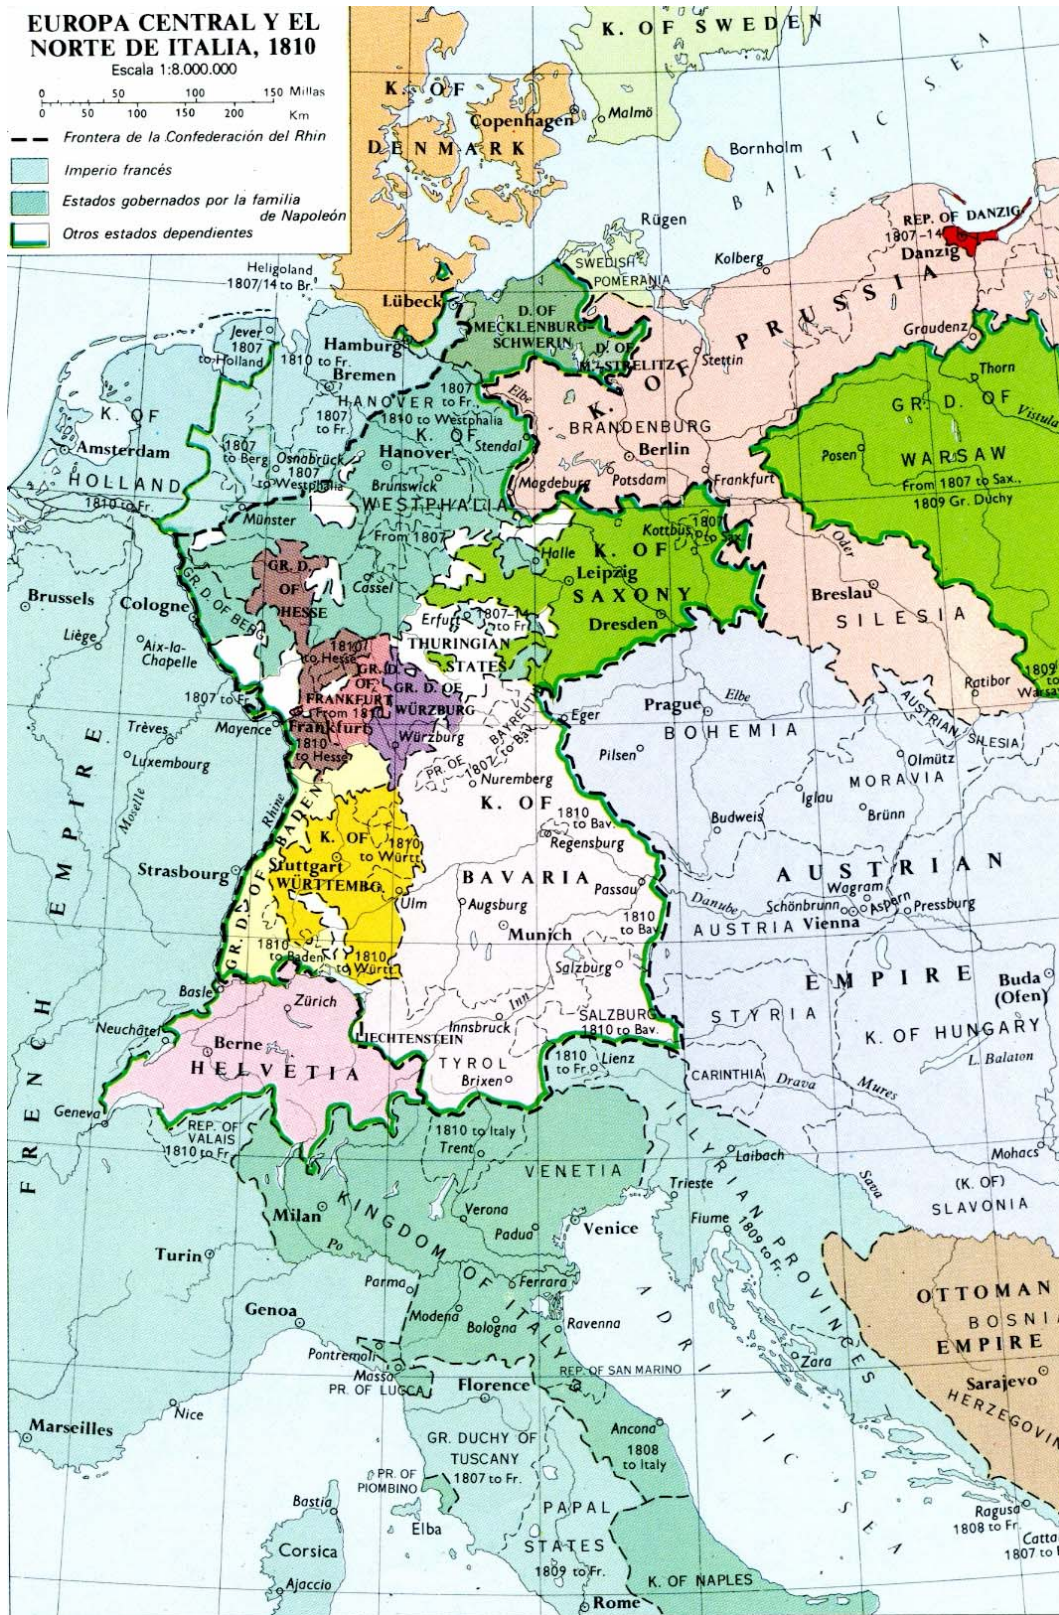 EUROPA CENTRAL Y EL
NORTE DE ITALIA, 1810
Escala 1:8.000.000
0 50 100 150 Millas
0 50 100 200 Km
Frontera de la Confederación del Rhin
Imperio francés
Estados gobernados por la familia
de Napoleón
Otros estados dependientes
K. OF SWEDEN
K. OF
DENMARK
Copenhagen
Malmö
Bornholm
BALTIC SEA
Rügen
REP. OF DANZIG
1807-14
Danzig
Kolberg
SWEDISH
POMERANIA
Heligoland
1807/14 to Br.
Lübeck
D. OF
MECKLENBURG-
SCHWERIN
D. OF
M.-STRELITZ
K. OF PRUSSIA
Stettin
Graudenz
Thorn
Jever
1807
to Holland
Hamburg
1810 to Fr.
Bremen
HANOVER
1807
to Fr.,
1810 to Westphalia
1807
to Fr.
Elbe
K. OF
HOLLAND
1810 to Fr.
Amsterdam
1807
to Berg
Osnabrück
1807
to Westphalia
K. OF
WESTPHALIA
From 1807
Hanover
Stendal
Brunswick
Münster
BRANDENBURG
Berlin
Magdeburg
Potsdam
Frankfurt
GR. D. OF
WARSAW
From 1807 to Sax.,
1809 Gr. Duchy
Vistula
Posen
Kottbus
1807
to Sax.
Oder
Halle
K. OF
SAXONY
Leipzig
Dresden
Breslau
SILESIA
Ratibor
1809
to
Warsaw
GR. D.
OF
HESSE
Cassel
GR. D. OF BERG
Cologne
Brussels
Liège
Aix-la-
Chapelle
Erfurt
1807-14
to Fr.
THURINGIAN
STATES
1810
to Hesse
GR. D.
OF
FRANKFURT
From 1810
Frankfurt
GR. D. OF
WÜRZBURG
Würzburg
1807 to Fr.
Mayence
1810
to Hesse
Trèves
Luxembourg
Moselle
Rhine
PR. OF BAYREUTH
1807
to Bav.
Nuremberg
Eger
Prague
Elbe
BOHEMIA
Pilsen
AUSTRIAN SILESIA
Olmütz
MORAVIA
Iglau
Brünn
Budweis
K. OF
BAVARIA
1810
to Bav.
Regensburg
Passau
1810
to Bav.
Augsburg
Munich
Salzburg
SALZBURG
1810 to Bav.
Inn
Innsbruck
TYROL
Brixen
GR. D. OF BADEN
Strasbourg
K. OF
WÜRTTEMBG.
Stuttgart
1810
to Württ.
Ulm
1810
to Baden
1810
to Württ.
AUSTRIAN
EMPIRE
Danube
Wagram
Schönbrunn
Aspern
Pressburg
AUSTRIA
Vienna
STYRIA
Buda
(Ofen)
K. OF HUNGARY
L. Balaton
CARINTHIA
Drava
Mures
FRENCH EMPIRE
Basle
Zürich
Neuchâtel
Berne
HELVETIA
LIECHTENSTEIN
Geneva
REP. OF
VALAIS
1810 to Fr.
1810
to Fr.
Lienz
1810 to Italy
Trent
VENETIA
ILLYRIAN PROVINCES
1809 to Fr.
Laibach
Trieste
Fiume
Sava
Mohacs
(K. OF)
SLAVONIA
KINGDOM OF ITALY
Milan
Verona
Padua
Venice
Po
Turin
Parma
Ferrara
Modena
Bologna
Ravenna
Genoa
Pontremoli
Massa
PR. OF LUCCA
Florence
REP. OF SAN MARINO
ADRIATIC SEA
Zara
OTTOMAN
EMPIRE
BOSNIA
Sarajevo
HERZEGOVIN
Marseilles
Nice
GR. DUCHY OF
TUSCANY
1807 to Fr.
Ancona
1808
to Italy
PR. OF
PIOMBINO
Bastia
Elba
Corsica
Ajaccio
PAPAL
STATES
1809 to Fr.
K. OF NAPLES
Rome
Ragusa
1808 to Fr.
Catta
1807 to